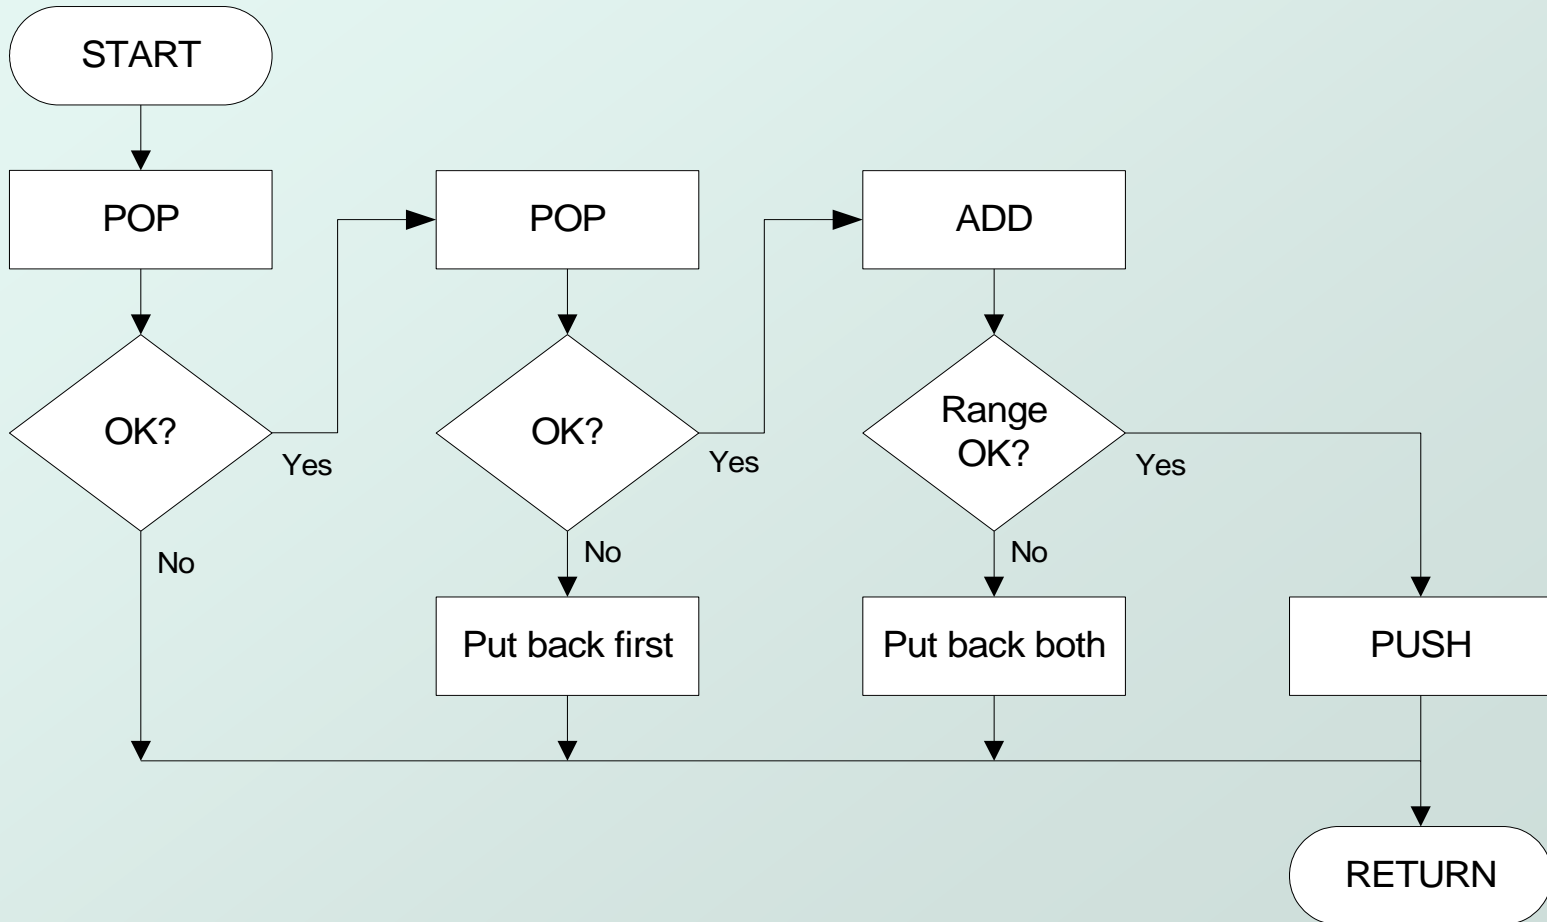 START
POP
POP
ADD
OK?
Yes
OK?
Yes
Range
OK?
Yes
No
No
No
Put back first
Put back both
PUSH
RETURN